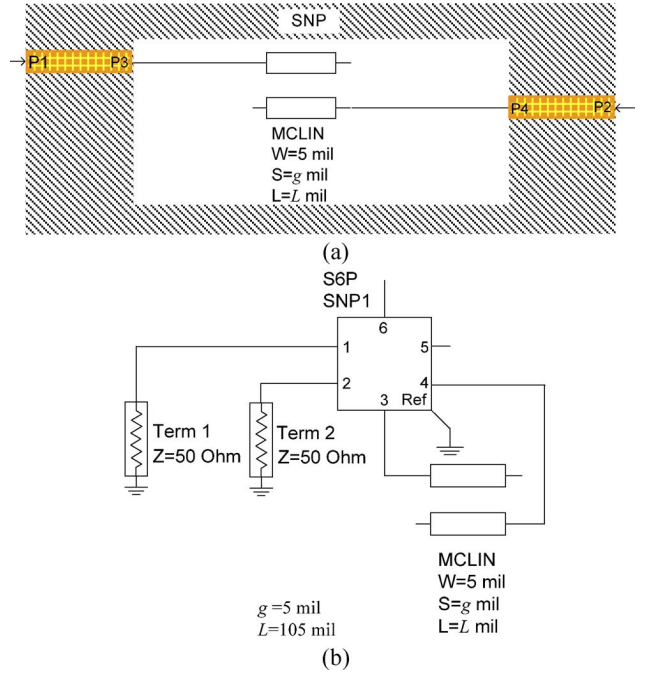 SNP
P1 P3
P4 P2
MCLIN
W=5 mil
S=g mil
L=L mil
(a)
S6P
SNP1
6
1 5
2 4
3 Ref
Term 1
Z=50 Ohm
Term 2
Z=50 Ohm
MCLIN
W=5 mil
S=g mil
L=L mil
g =5 mil
L=105 mil
(b)